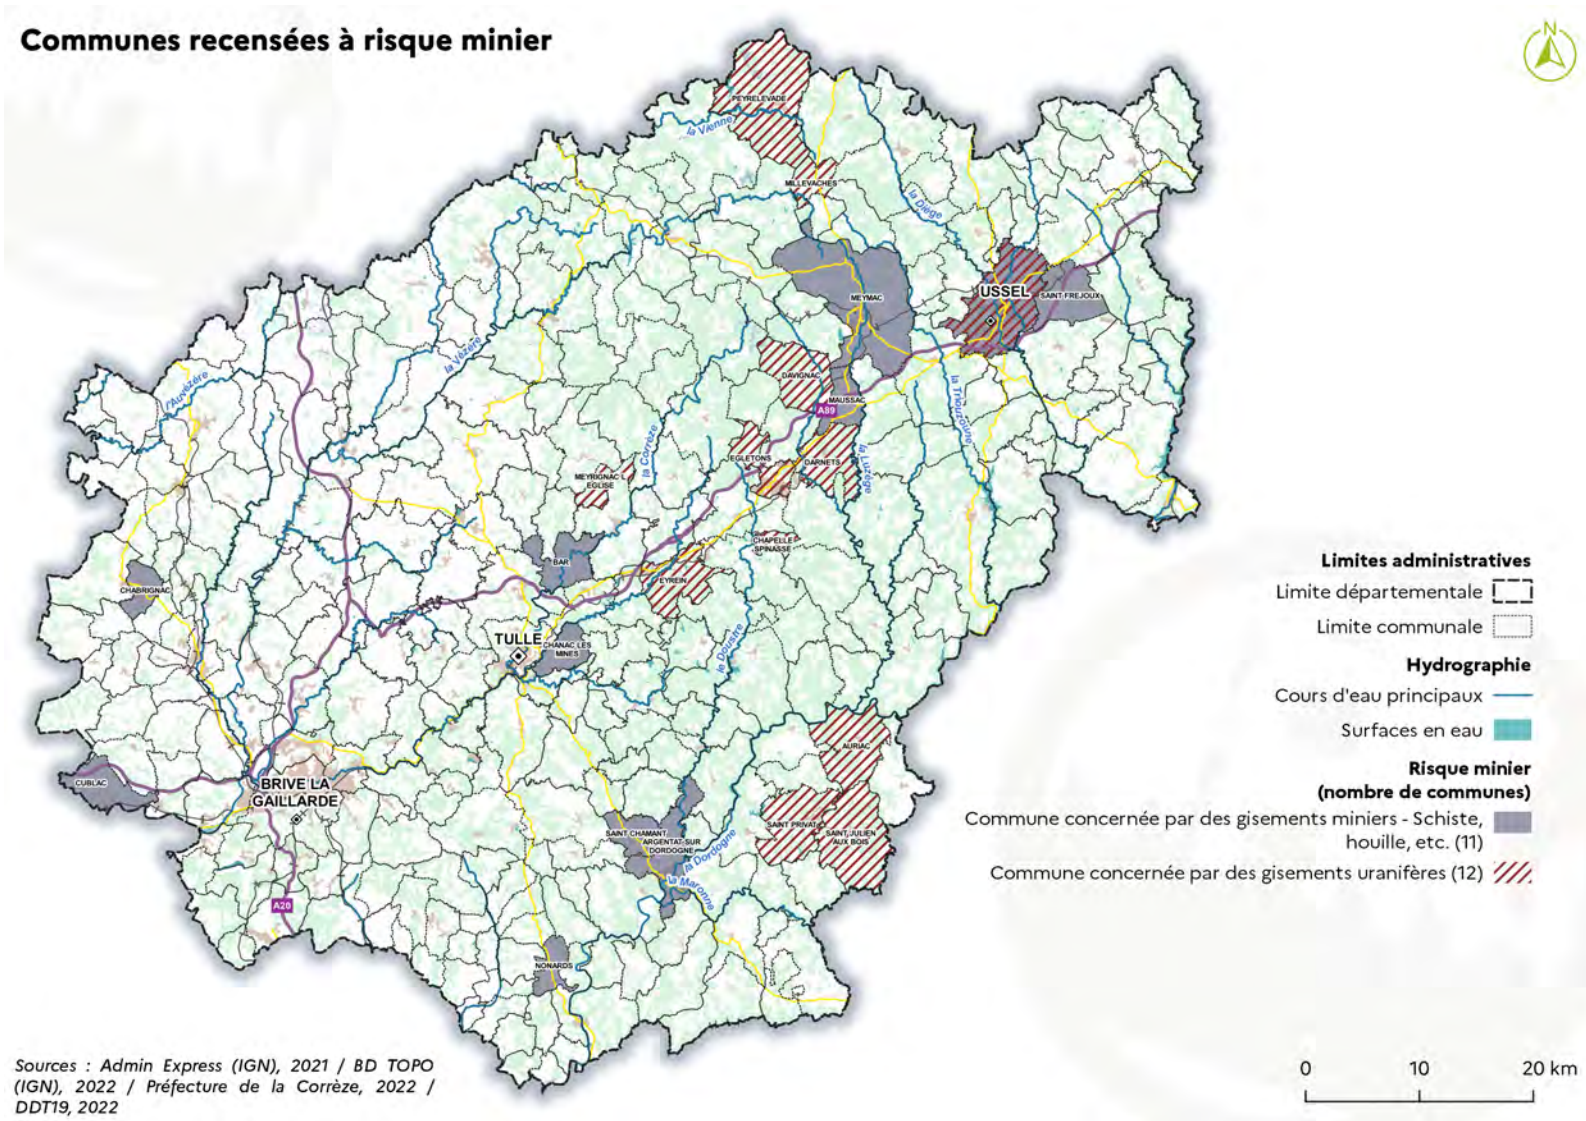 Communes recensées à risque minier
N
PEYRELEVADE
la Vienne
MILLEVACHES
la Diège
MEYMAC
USSEL
SAINT FREJOUX
la Vézère
l'Auvézère
DAVIGNAC
MAUSSAC
A89
la Triouzoune
la Corrèze
EGLETONS
DARNETS
la Luzège
MEYRIGNAC L
EGLISE
CHAPELLE
SPINASSE
BAR
EYREIN
CHABRIGNAC
TULLE
CHANAC LES
MINES
le Doustre
AURIAC
CUBLAC
BRIVE LA
GAILLARDE
SAINT PRIVAT
SAINT JULIEN
AUX BOIS
SAINT CHAMANT
ARGENTAT SUR
DORDOGNE
la Dordogne
la Maronne
A20
NONARDS
Limites administratives
Limite départementale
Limite communale
Hydrographie
Cours d'eau principaux
Surfaces en eau
Risque minier
(nombre de communes)
Commune concernée par des gisements miniers - Schiste,
houille, etc. (11)
Commune concernée par des gisements uranifères (12)
Sources : Admin Express (IGN), 2021 / BD TOPO
(IGN), 2022 / Préfecture de la Corrèze, 2022 /
DDT19, 2022
0 10 20 km